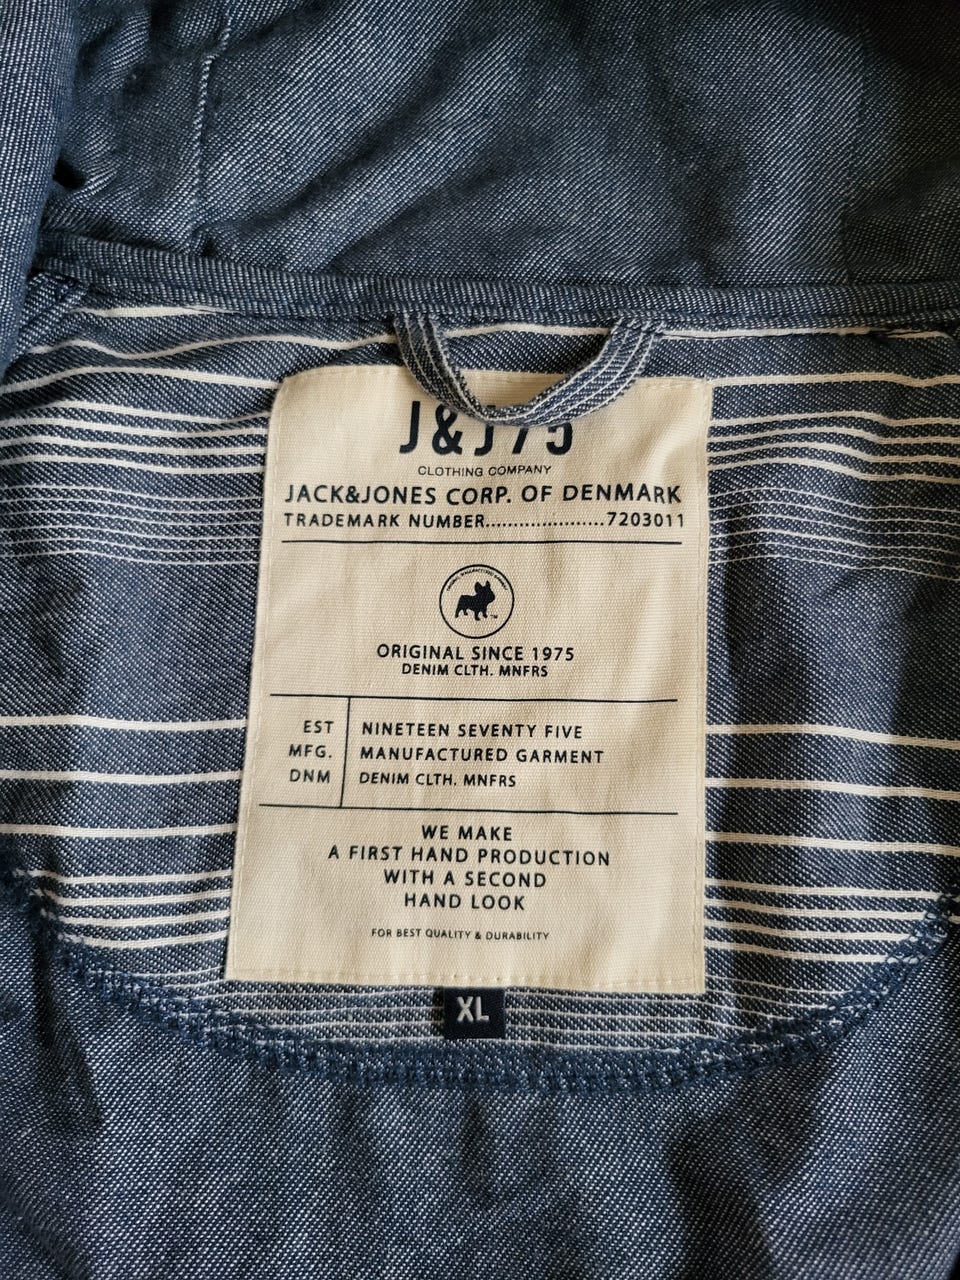 J&J75
CLOTHING COMPANY
JACK&JONES CORP. OF DENMARK
TRADEMARK NUMBER.....................7203011
ORIGINAL SINCE 1975
DENIM CLTH. MNFRS
EST NINETEEN SEVENTY FIVE
MFG. MANUFACTURED GARMENT
DNM DENIM CLTH. MNFRS
WE MAKE
A FIRST HAND PRODUCTION
WITH A SECOND
HAND LOOK
FOR BEST QUALITY & DURABILITY
XL